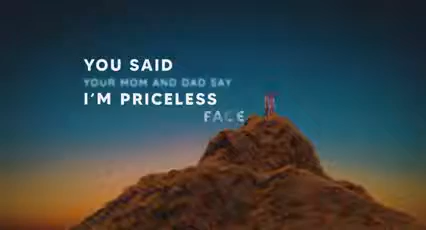 YOU SAID
YOUR MOM AND DAD SAY
I'M PRICELESS
FACE